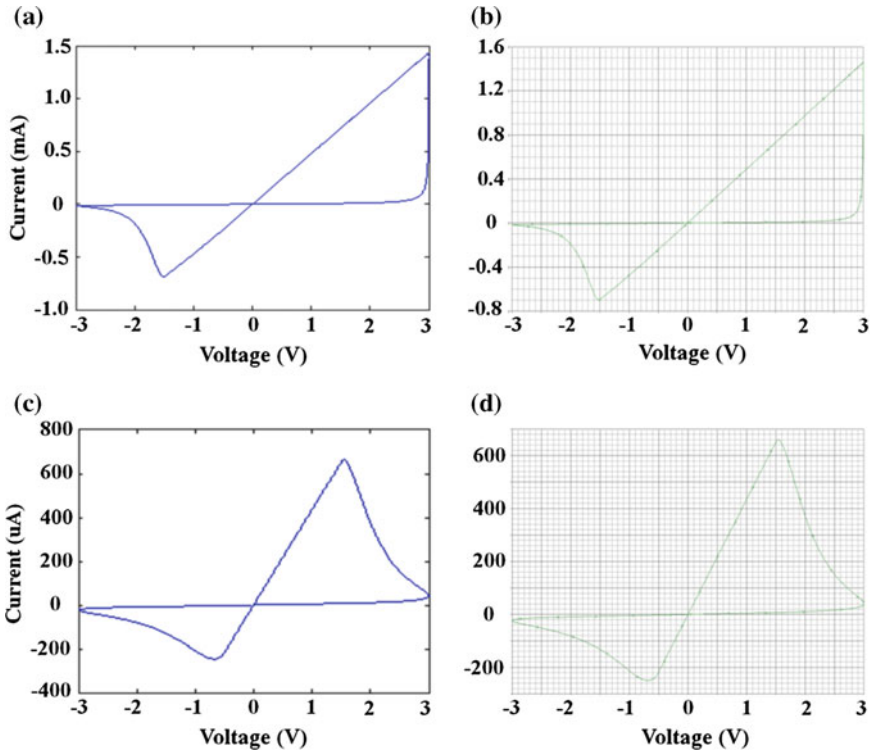 (a)
1.5
1.0
0.5
0
-0.5
-1.0
Current (mA)
-3 -2 -1 0 1 2 3
Voltage (V)
(b)
1.6
1.2
0.8
0.4
0
-0.4
-0.8
-3 -2 -1 0 1 2 3
Voltage (V)
(c)
800
600
400
200
0
-200
-400
Current (uA)
-3 -2 -1 0 1 2 3
Voltage (V)
(d)
600
400
200
0
-200
-3 -2 -1 0 1 2 3
Voltage (V)